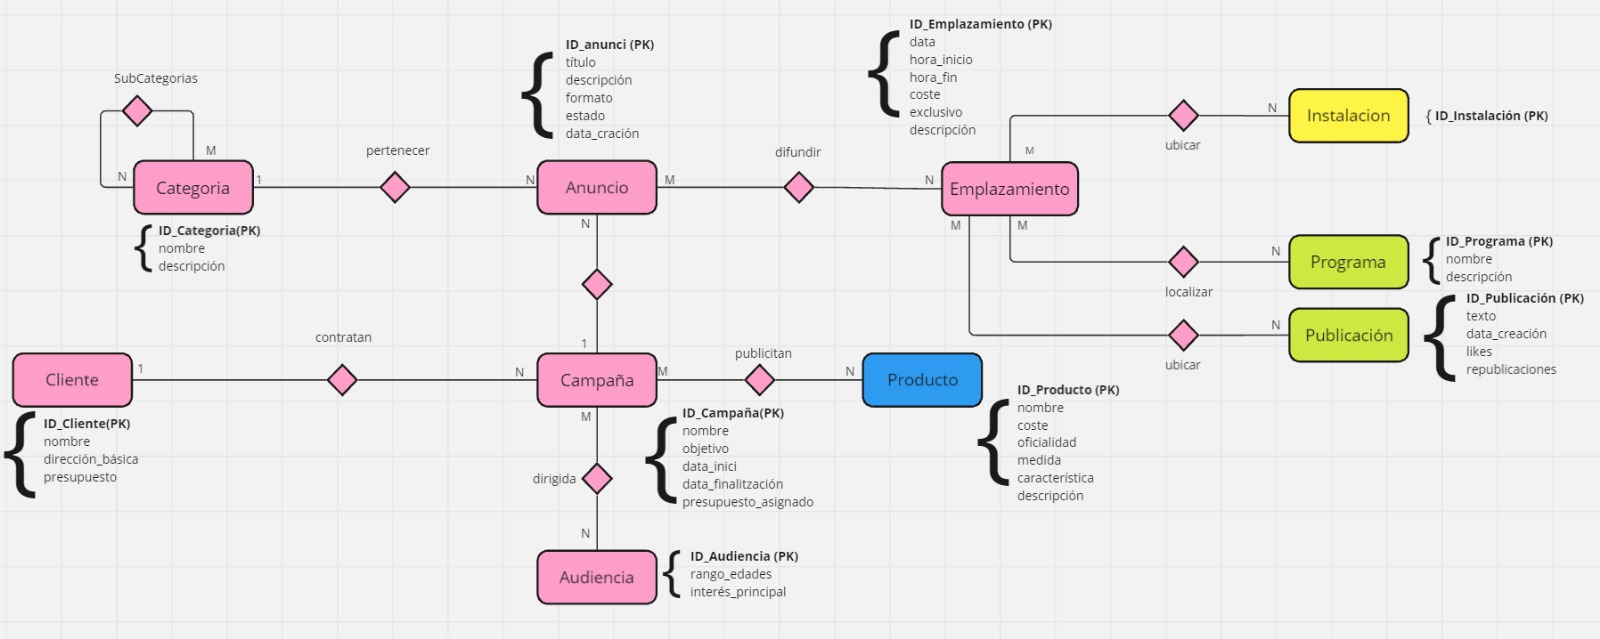 SubCategorias
N
M
Categoria
ID_Categoria(PK)
nombre
descripción
1
pertenecer
N
ID_anunci (PK)
título
descripción
formato
estado
data_cración
Anuncio
M
difundir
N
ID_Emplazamiento (PK)
data
hora_inicio
hora_fin
coste
exclusivo
descripción
Emplazamiento
M
ubicar
N
Instalacion
{ ID_Instalación (PK)
M
localizar
N
Programa
ID_Programa (PK)
nombre
descripción
M
ubicar
N
Publicación
ID_Publicación (PK)
texto
data_creación
likes
republicaciones
N
1
Cliente
ID_Cliente(PK)
nombre
dirección_básica
presupuesto
1
contratan
N
Campaña
ID_Campaña(PK)
nombre
objetivo
data_inici
data_finalitzación
presupuesto_asignado
M
publicitan
N
Producto
ID_Producto (PK)
nombre
coste
oficialidad
medida
característica
descripción
M
dirigida
N
Audiencia
ID_Audiencia (PK)
rango_edades
interés_principal